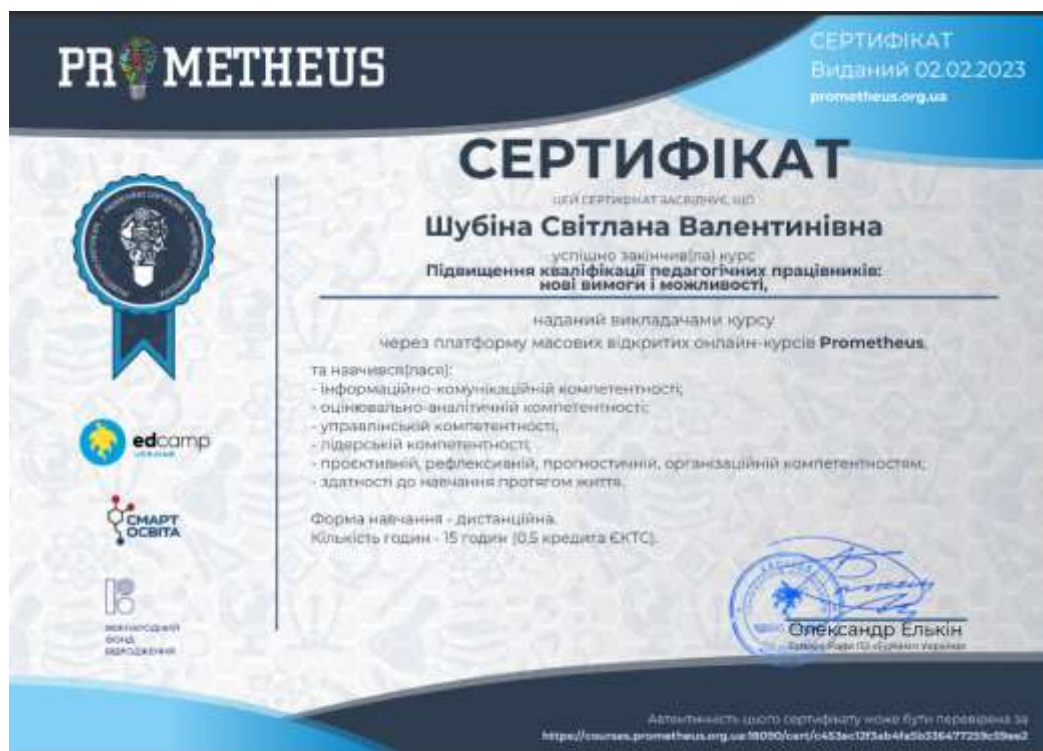 PROMETHEUS
СЕРТИФІКАТ
Виданий 02.02.2023
prometheus.org.ua
СЕРТИФІКАТ
ЦЕЙ СЕРТИФІКАТ ЗАСВІДЧУЄ, ЩО
Шубіна Світлана Валентинівна
успішно закінчив(ла) курс
Підвищення кваліфікації педагогічних працівників:
нові вимоги і можливості,
наданий викладачами курсу
через платформу масових відкритих онлайн-курсів Prometheus,
та навчився(лася):
- інформаційно-комунікаційній компетентності;
- оцінювально-аналітичній компетентності;
- управлінській компетентності;
- лідерській компетентності;
- проєктивній, рефлексивній, прогностичній, організаційній компетентностям;
- здатності до навчання протягом життя.
Форма навчання - дистанційна.
Кількість годин - 15 годин (0,5 кредита ЄКТС).
edcamp
UKRAINE
СМАРТ
ОСВІТА
МІЖНАРОДНИЙ
ФОНД
ВІДРОДЖЕННЯ
Олександр Елькін
Автентичність цього сертифікату може бути перевірена за